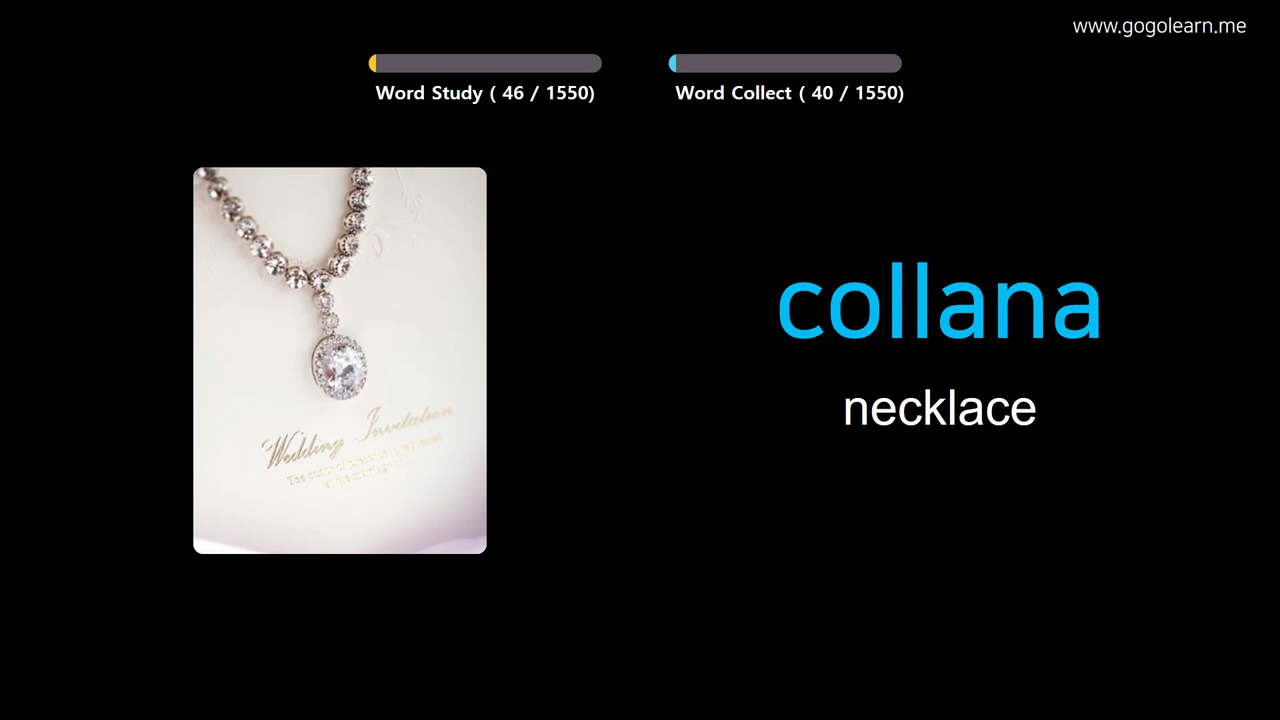 www.gogolearn.me
Word Study ( 46 / 1550)
Word Collect ( 40 / 1550)
collana
necklace
Wedding Invitation